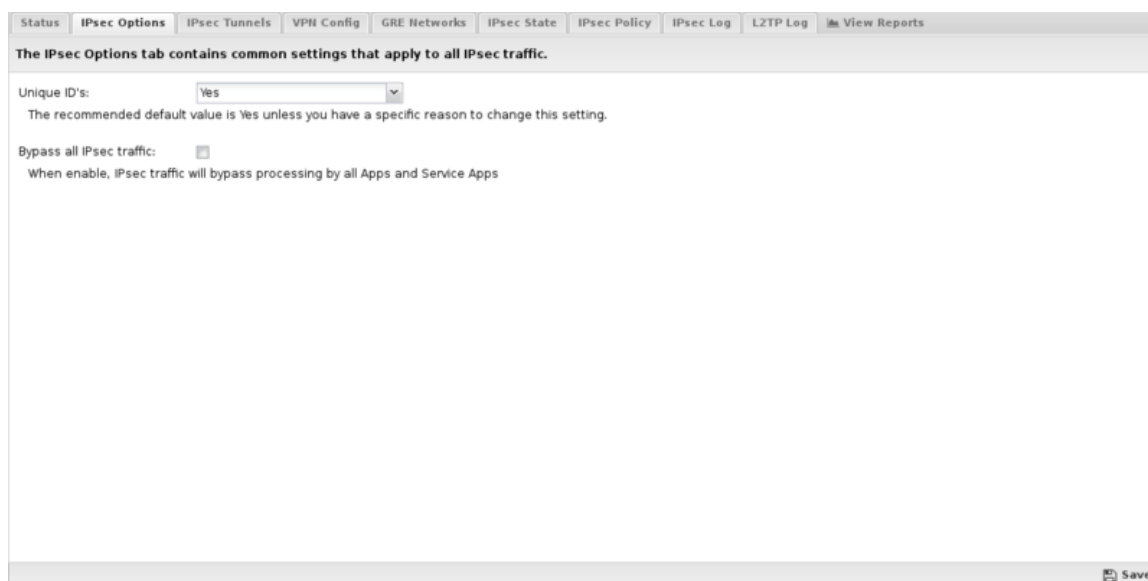 Status IPsec Options IPsec Tunnels VPN Config GRE Networks IPsec State IPsec Policy IPsec Log L2TP Log View Reports
The IPsec Options tab contains common settings that apply to all IPsec traffic.
Unique ID's: Yes
The recommended default value is Yes unless you have a specific reason to change this setting.
Bypass all IPsec traffic:
When enable, IPsec traffic will bypass processing by all Apps and Service Apps
Save